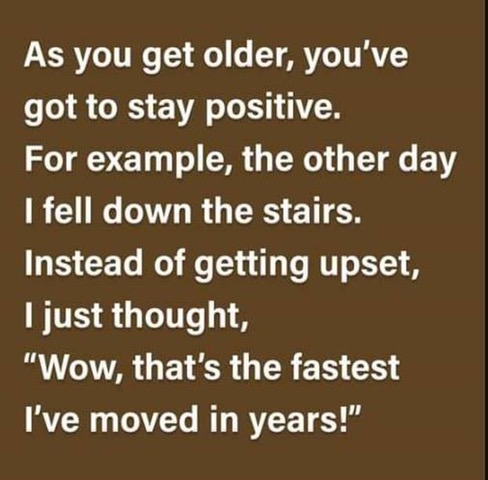 As you get older, you’ve
got to stay positive.
For example, the other day
I fell down the stairs.
Instead of getting upset,
I just thought,
“Wow, that’s the fastest
I’ve moved in years!”